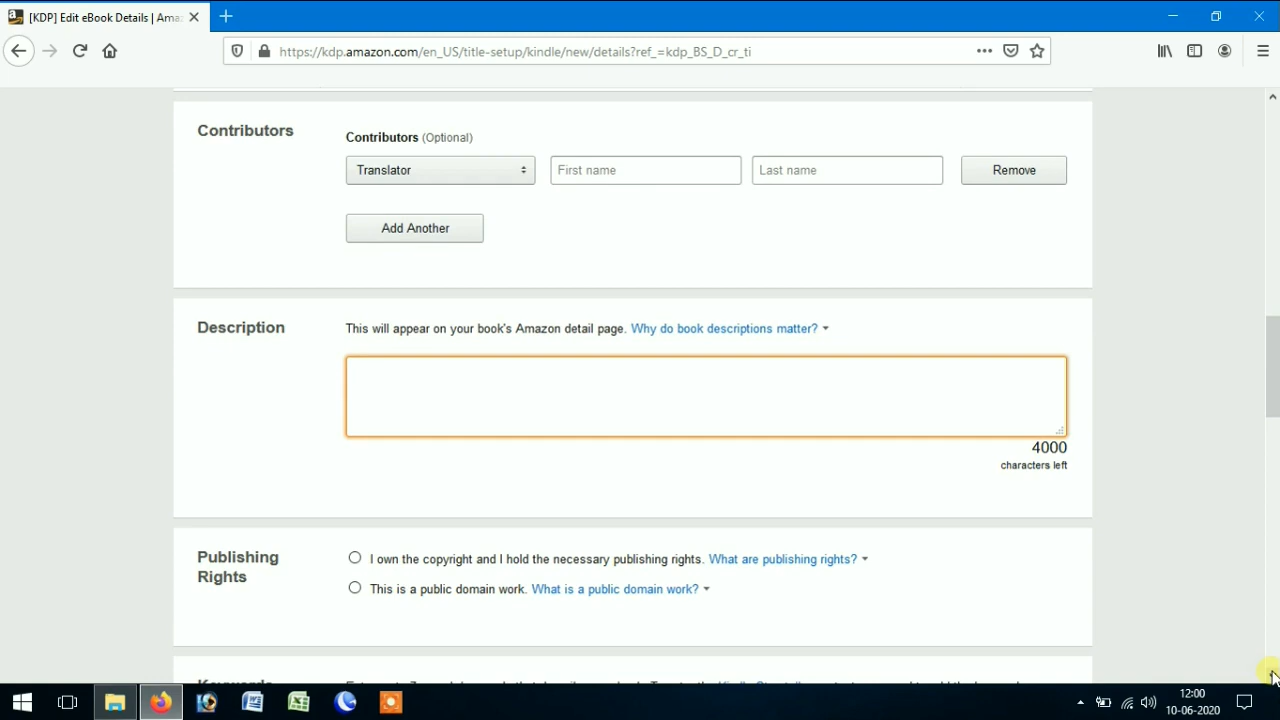 [KDP] Edit eBook Details | Ama
https://kdp.amazon.com/en_US/title-setup/kindle/new/details?ref_=kdp_BS_D_cr_ti
Contributors
Contributors (Optional)
Translator
First name
Last name
Remove
Add Another
Description
This will appear on your book's Amazon detail page. Why do book descriptions matter?
4000
characters left
Publishing
Rights
I own the copyright and I hold the necessary publishing rights. What are publishing rights?
This is a public domain work. What is a public domain work?
12:00
10-06-2020